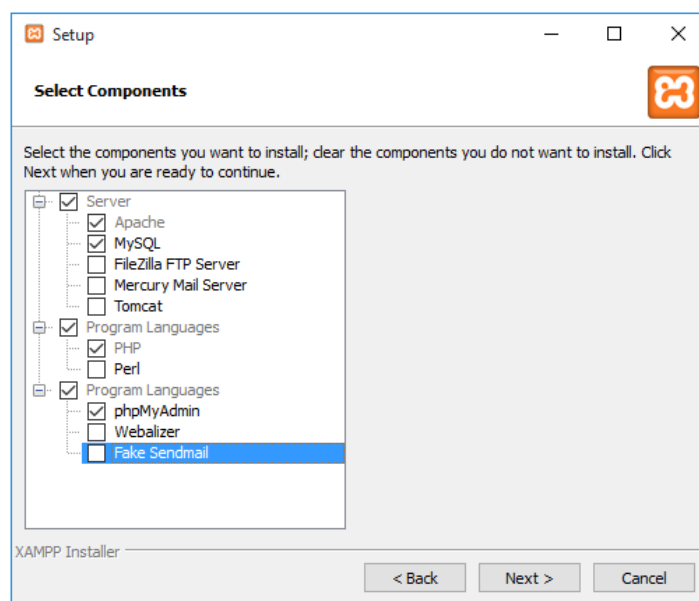 Setup
Select Components
Select the components you want to install; clear the components you do not want to install. Click
Next when you are ready to continue.
Server
Apache
MySQL
FileZilla FTP Server
Mercury Mail Server
Tomcat
Program Languages
PHP
Perl
Program Languages
phpMyAdmin
Webalizer
Fake Sendmail
XAMPP Installer
< Back
Next >
Cancel